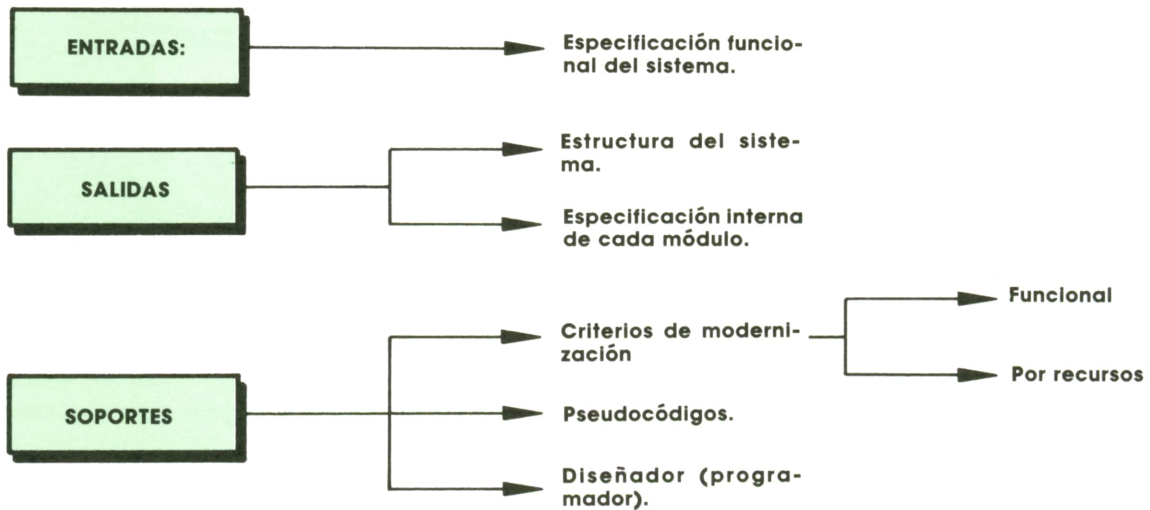 ENTRADAS:
Especificación funcio-
nal del sistema.
SALIDAS
Estructura del siste-
ma.
Especificación interna
de cada módulo.
SOPORTES
Criterios de moderni-
zación
Funcional
Por recursos
Pseudocódigos.
Diseñador (progra-
mador).